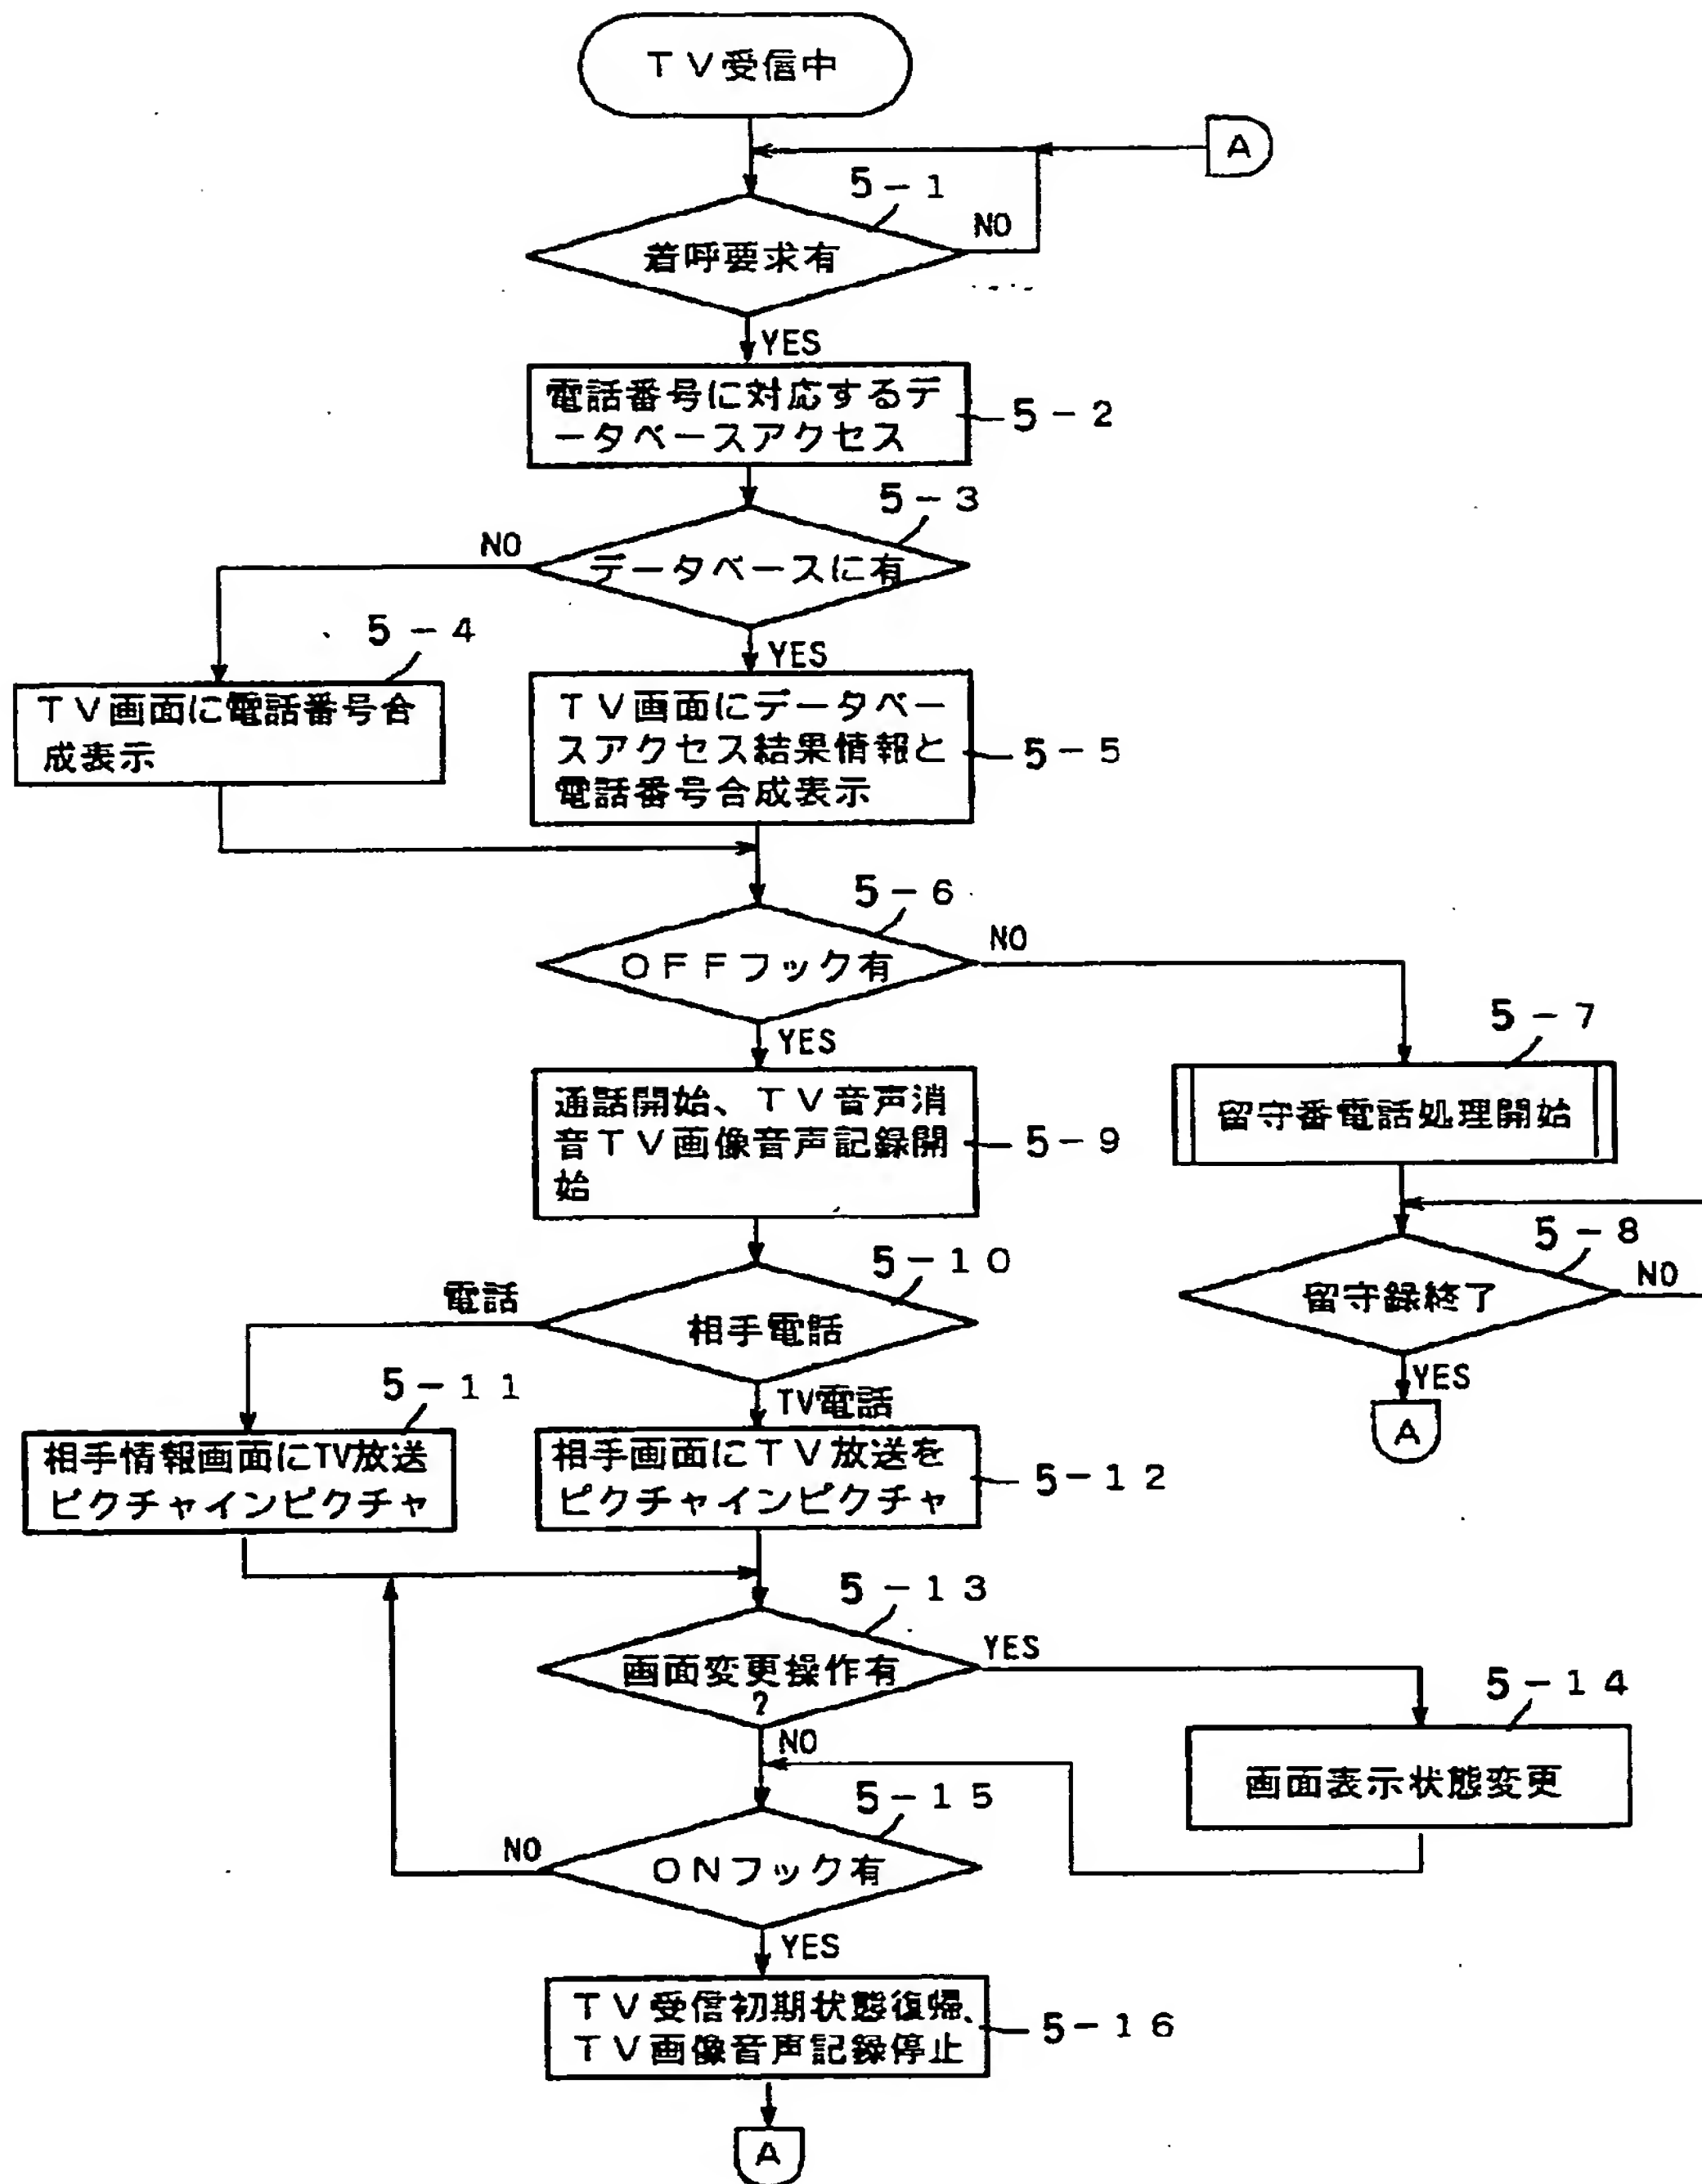 TV受信中
A
5-1
NO
着呼要求有
YES
電話番号に対応するデ
ータベースアクセス
5-2
5-3
NO
データベースに有
5-4
YES
TV画面に電話番号合
成表示
TV画面にデータベー
スアクセス結果情報と
電話番号合成表示
5-5
5-6
NO
OFFフック有
YES
5-7
留守番電話処理開始
通話開始、TV音声消
音TV画像音声記録開
始
5-9
5-8
NO
留守録終了
YES
A
5-10
電話
相手電話
TV電話
5-11
相手情報画面にTV放送
ピクチャインピクチャ
相手画面にTV放送を
ピクチャインピクチャ
5-12
5-13
YES
画面変更操作有
?
NO
5-14
画面表示状態変更
5-15
NO
ONフック有
YES
TV受信初期状態復帰、
TV画像音声記録停止
5-16
A